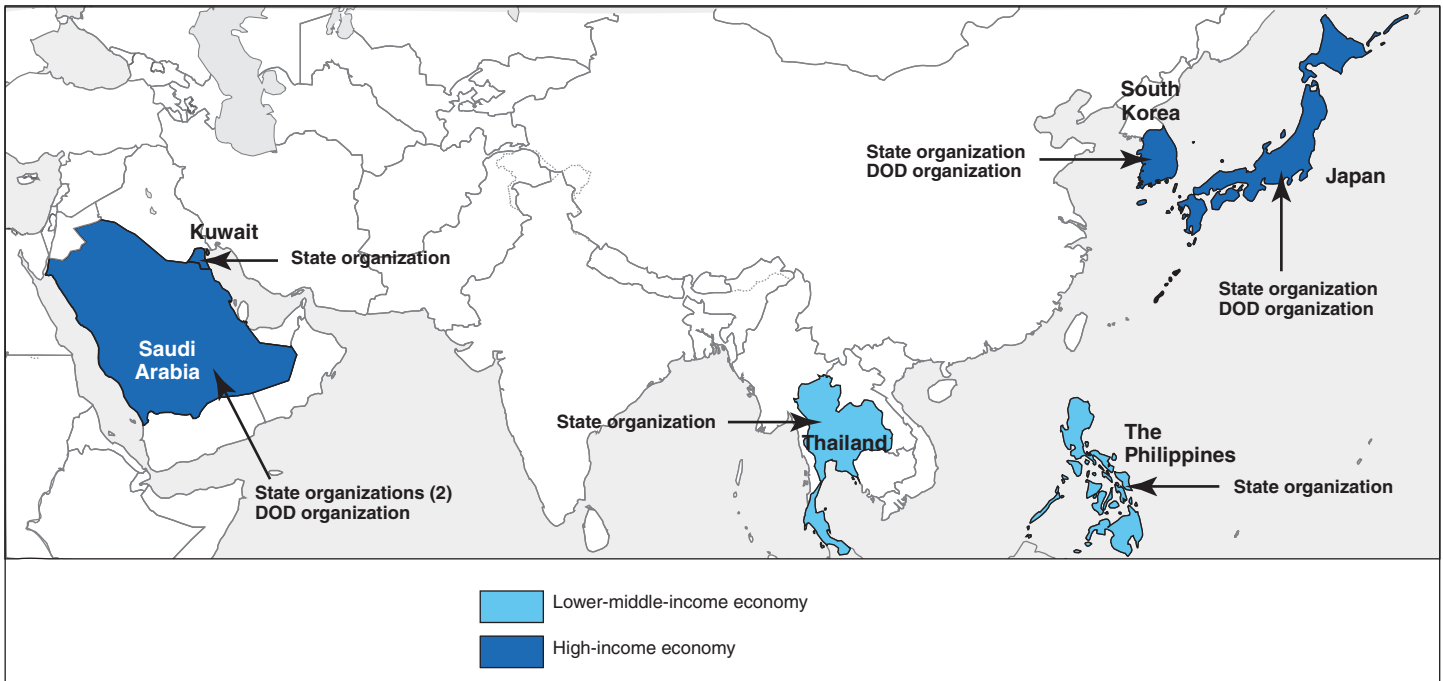 South
Korea
State organization
DOD organization
Japan
Kuwait
State organization
State organization
DOD organization
Saudi
Arabia
State organization
Thailand
The
Philippines
State organization
State organizations (2)
DOD organization
Lower-middle-income economy
High-income economy